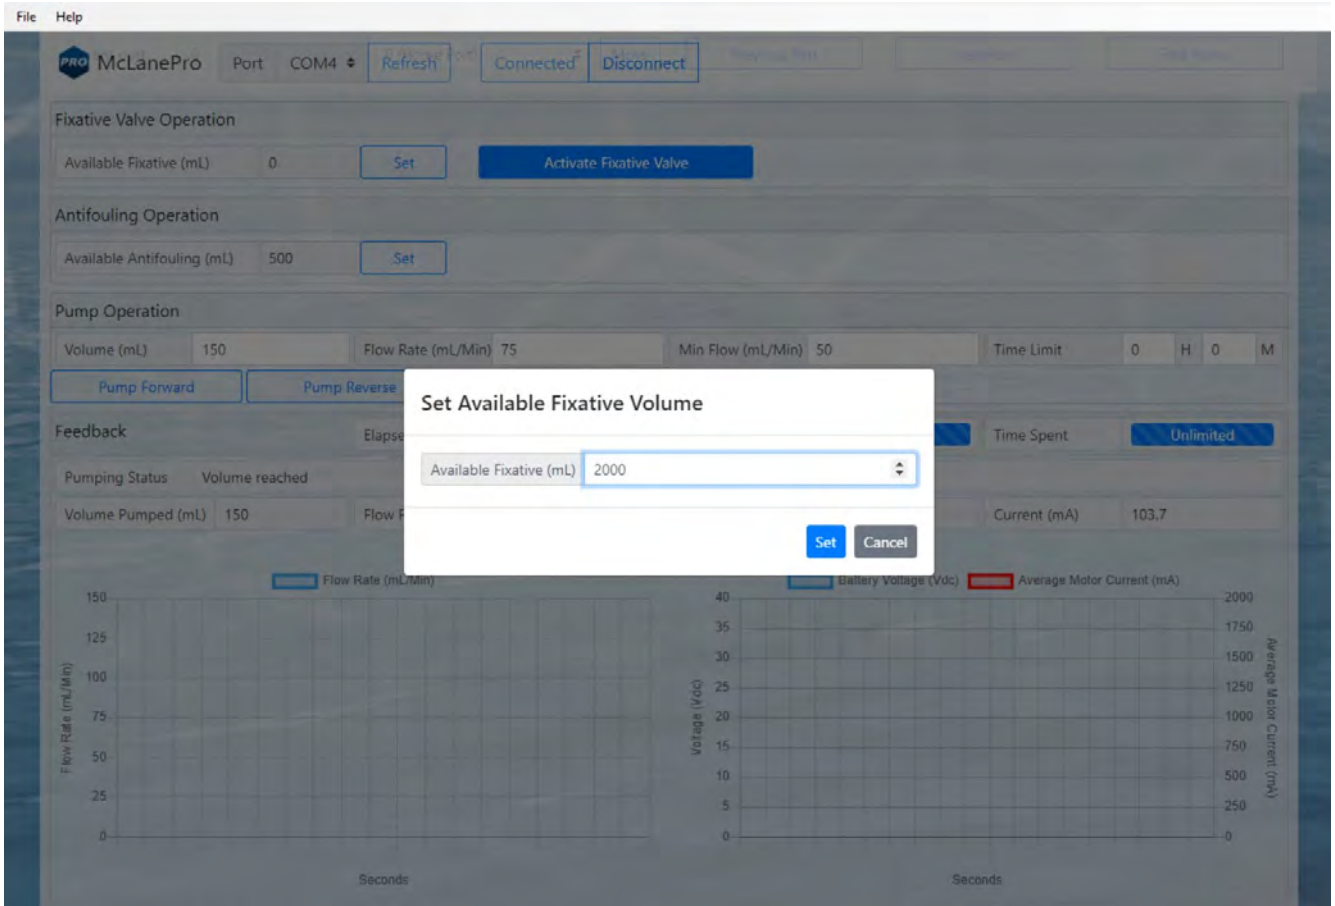 File Help
PRO McLanePro Port COM4 Refresh Connected Disconnect
Fixative Valve Operation
Available Fixative (mL) 0 Set Activate Fixative Valve
Antifouling Operation
Available Antifouling (mL) 500 Set
Pump Operation
Volume (mL) 150 Flow Rate (mL/Min) 75 Min Flow (mL/Min) 50 Time Limit 0 H 0 M
Pump Forward Pump Reverse
Set Available Fixative Volume
Feedback Elapse Time Spent Unlimited
Available Fixative (mL) 2000
Pumping Status Volume reached
Volume Pumped (mL) 150 Flow Current (mA) 103.7
Set Cancel
Flow Rate (mL/Min)
150
125
100
75
50
25
0
Flow Rate (mL/Min)
Seconds
Battery Voltage (Vdc) Average Motor Current (mA)
40 2000
35 1750
30 1500
25 1250
20 1000
15 750
10 500
5 250
0 0
Voltage (Vdc)
Average Motor Current (mA)
Seconds